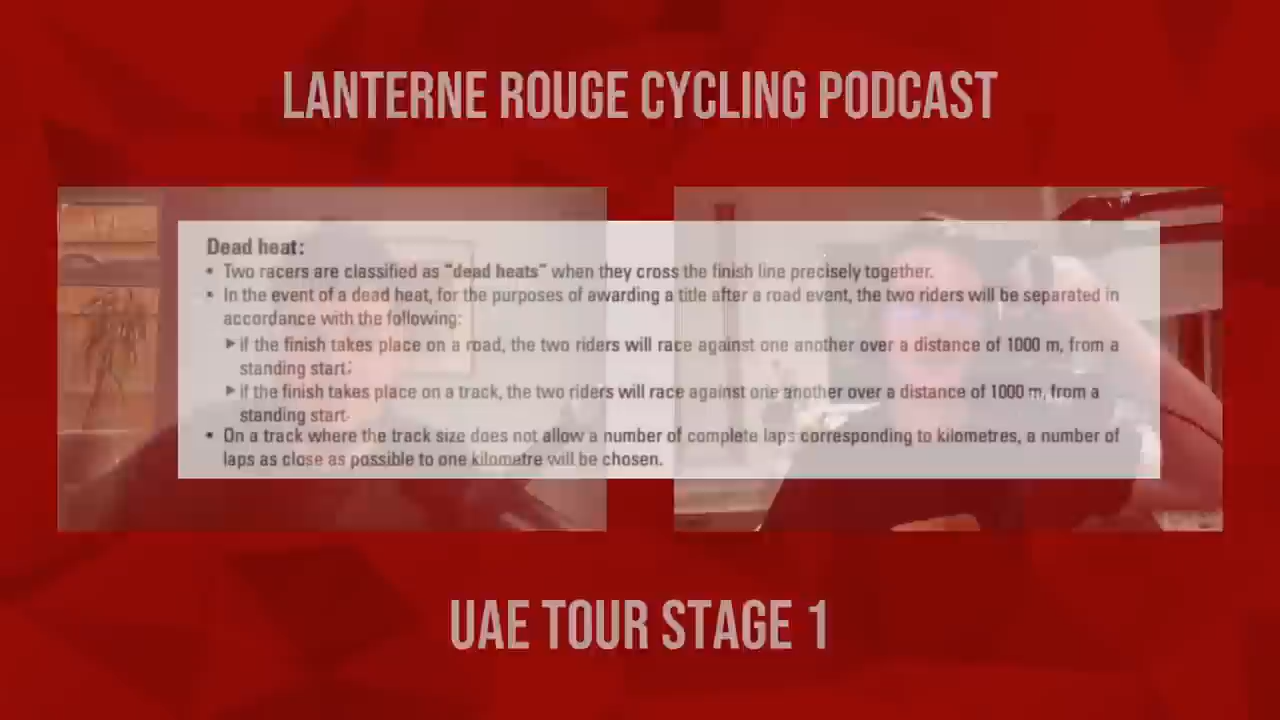 LANTERNE ROUGE CYCLING PODCAST
Dead heat:
• Two racers are classified as "dead heats" when they cross the finish line precisely together.
• In the event of a dead heat, for the purposes of awarding a title after a road event, the two riders will be separated in
accordance with the following:
▶ if the finish takes place on a road, the two riders will race against one another over a distance of 1000 m, from a
standing start;
▶ if the finish takes place on a track, the two riders will race against one another over a distance of 1000 m, from a
standing start.
• On a track where the track size does not allow a number of complete laps corresponding to kilometres, a number of
laps as close as possible to one kilometre will be chosen.
UAE TOUR STAGE 1